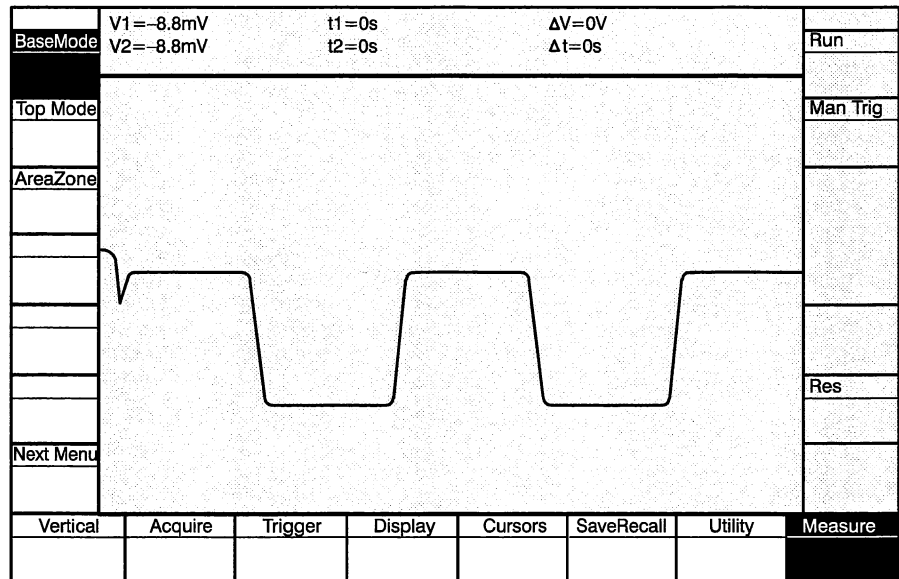 V1=–8.8mV t1=0s ΔV=0V
V2=–8.8mV t2=0s Δt=0s
BaseMode
Top Mode
AreaZone
Next Menu
Run
Man Trig
Res
Vertical Acquire Trigger Display Cursors SaveRecall Utility Measure